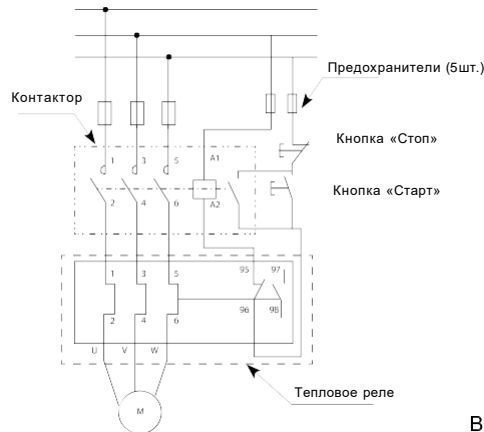 Предохранители (5шт.)
Контактор
Кнопка «Стоп»
1 3 5 A1
Кнопка «Старт»
2 4 6 A2
1 3 5 95 97
2 4 6 96 98
U V W
M
Тепловое реле
B